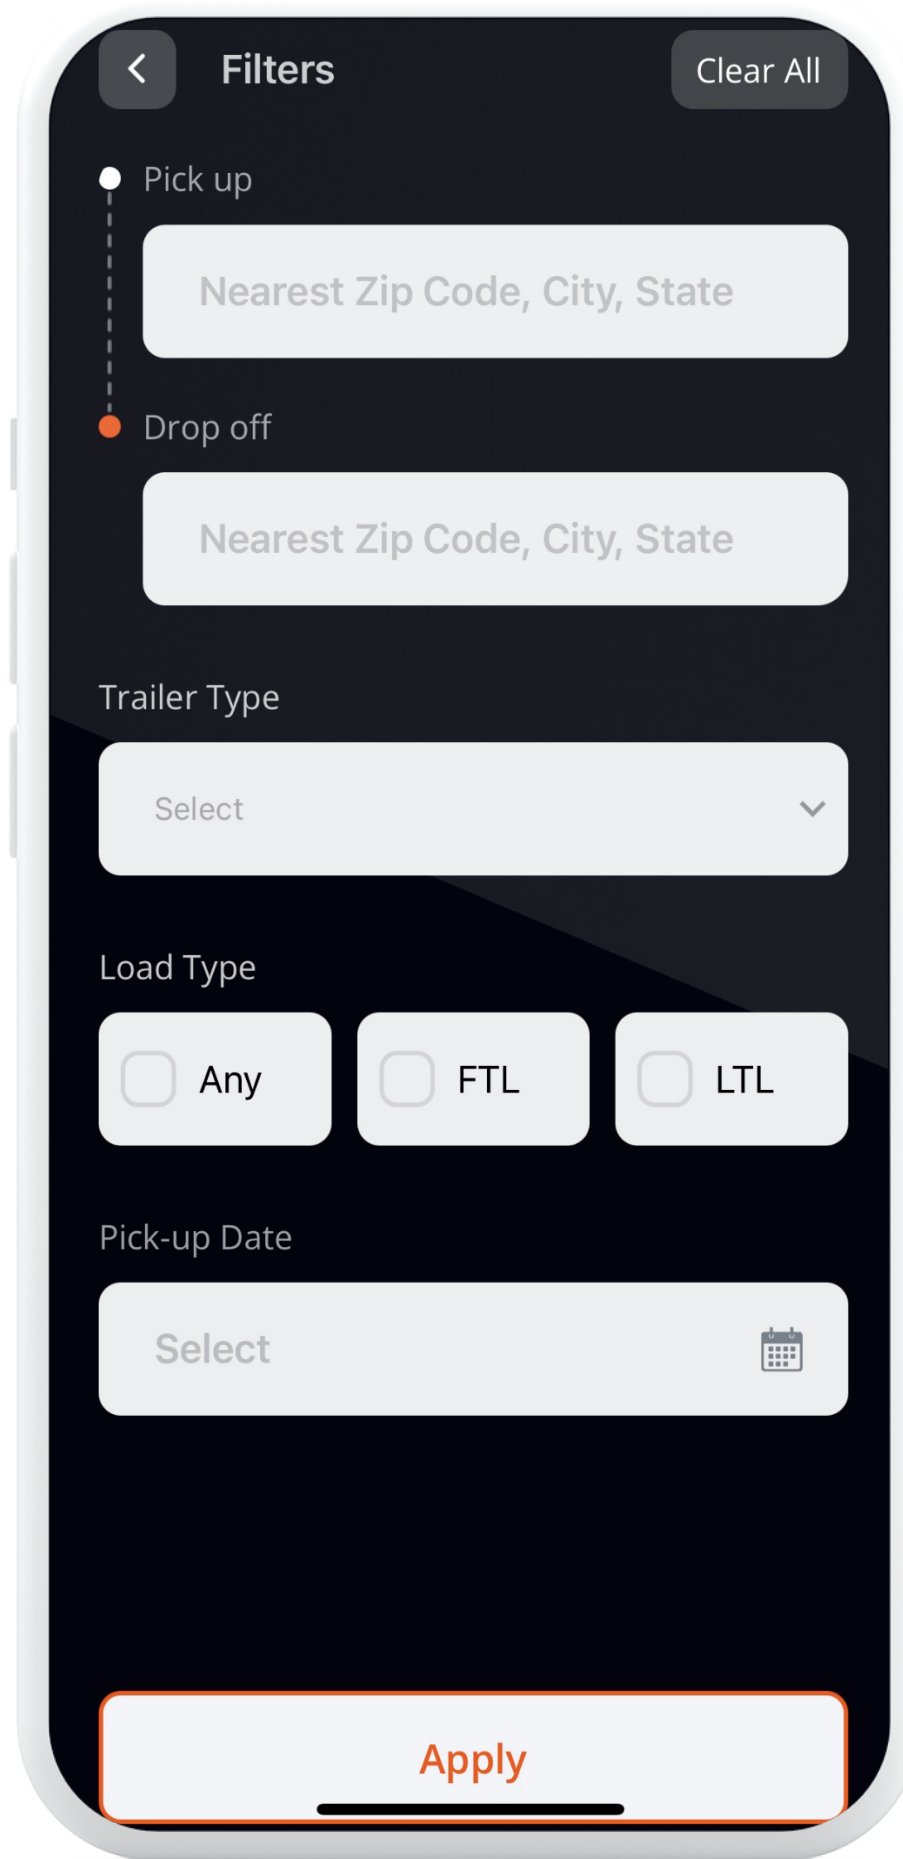 Filters
Clear All
Pick up
Nearest Zip Code, City, State
Drop off
Nearest Zip Code, City, State
Trailer Type
Select
Load Type
Any
FTL
LTL
Pick-up Date
Select
Apply